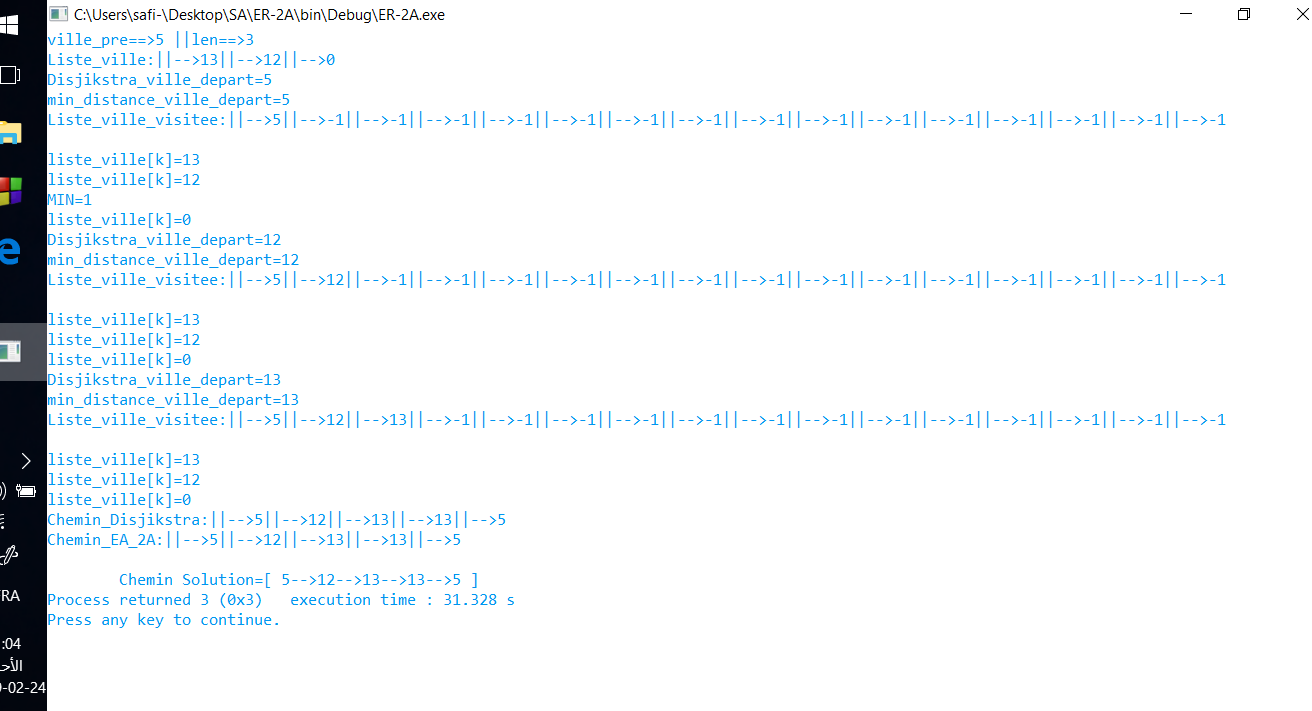 C:\Users\safi-\Desktop\SA\ER-2A\bin\Debug\ER-2A.exe
ville_pre==>5 ||len==>3
Liste_ville:||-->13||-->12||-->0
Disjikstra_ville_depart=5
min_distance_ville_depart=5
Liste_ville_visitee:||-->5||-->-1||-->-1||-->-1||-->-1||-->-1||-->-1||-->-1||-->-1||-->-1||-->-1||-->-1||-->-1||-->-1||-->-1||-->-1
liste_ville[k]=13
liste_ville[k]=12
MIN=1
liste_ville[k]=0
Disjikstra_ville_depart=12
min_distance_ville_depart=12
Liste_ville_visitee:||-->5||-->12||-->-1||-->-1||-->-1||-->-1||-->-1||-->-1||-->-1||-->-1||-->-1||-->-1||-->-1||-->-1||-->-1||-->-1
liste_ville[k]=13
liste_ville[k]=12
liste_ville[k]=0
Disjikstra_ville_depart=13
min_distance_ville_depart=13
Liste_ville_visitee:||-->5||-->12||-->13||-->-1||-->-1||-->-1||-->-1||-->-1||-->-1||-->-1||-->-1||-->-1||-->-1||-->-1||-->-1||-->-1
liste_ville[k]=13
liste_ville[k]=12
liste_ville[k]=0
Chemin_Disjikstra:||-->5||-->12||-->13||-->13||-->5
Chemin_EA_2A:||-->5||-->12||-->13||-->13||-->5
Chemin Solution=[ 5-->12-->13-->13-->5 ]
Process returned 3 (0x3)   execution time : 31.328 s
Press any key to continue.
RA
:04
الأحـ
-02-24